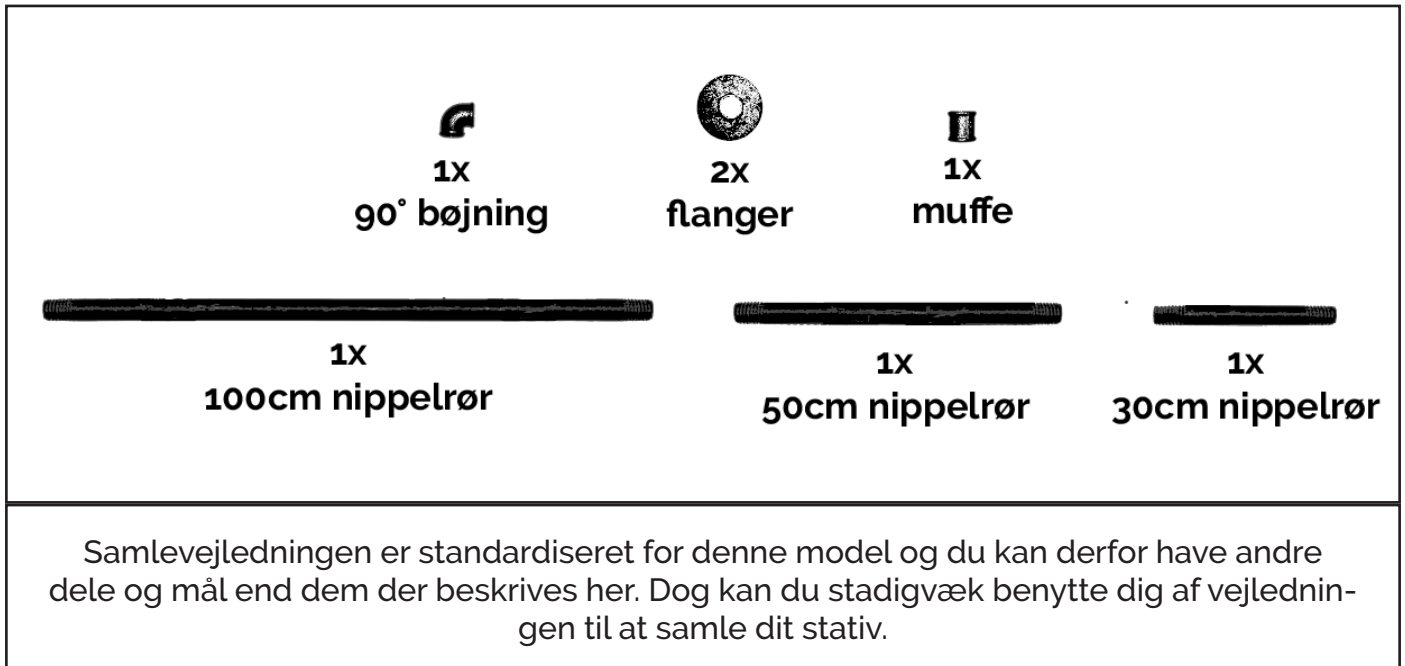 1x
90° bøjning
2x
flanger
1x
muffe
1x
100cm nippelrør
1x
50cm nippelrør
1x
30cm nippelrør
Samlevejledningen er standardiseret for denne model og du kan derfor have andre
dele og mål end dem der beskrives her. Dog kan du stadigvæk benytte dig af vejlednin-
gen til at samle dit stativ.